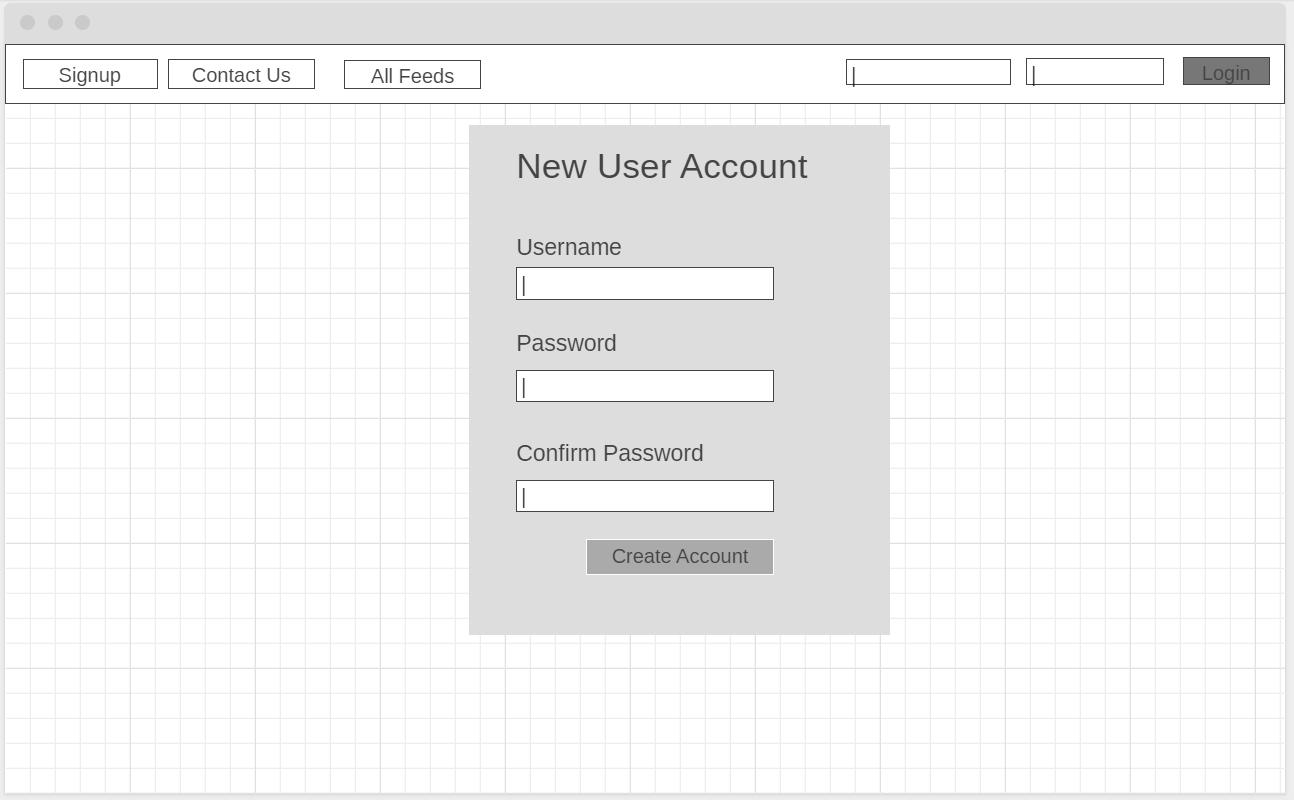 Signup
Contact Us
All Feeds
Login
New User Account
Username
Password
Confirm Password
Create Account